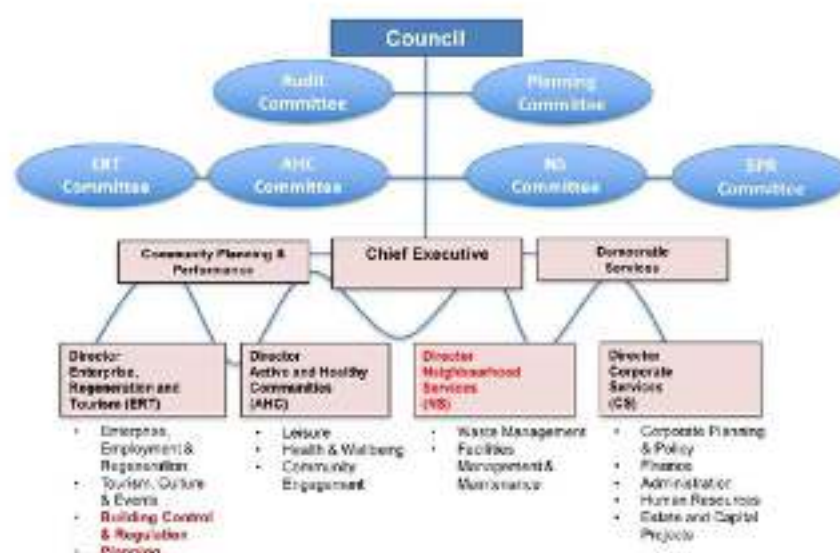 Council
Audit
Committee
Planning
Committee
ERT
Committee
AHC
Committee
NS
Committee
SPR
Committee
Community Planning &
Performance
Chief Executive
Democratic
Services
Director
Enterprise,
Regeneration and
Tourism (ERT)
Director
Active and Healthy
Communities
(AHC)
Director
Neighbourhood
Services
(NS)
Director
Corporate
Services
(CS)
• Enterprise,
Employment &
Regeneration
• Tourism, Culture
& Events
• Building Control
& Regulation
• Planning
• Leisure
• Health & Wellbeing
• Community
Engagement
• Waste Management
• Facilities
Management &
Maintenance
• Corporate Planning
& Policy
• Finance
• Administration
• Human Resources
• Estate and Capital
Projects